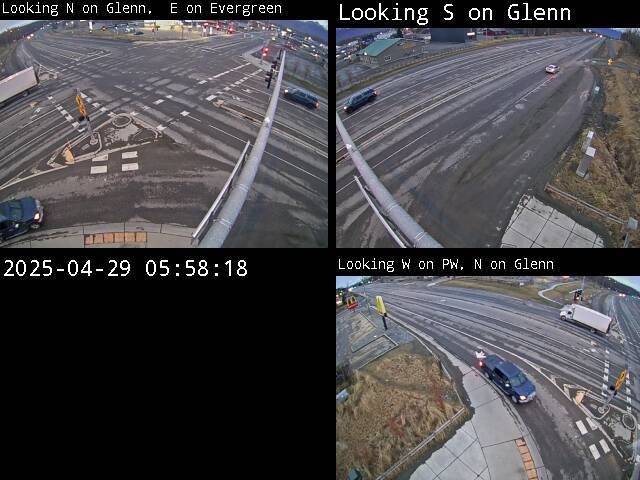 Looking N on Glenn,  E on Evergreen
Looking S on Glenn
2025-04-29 05:58:18
Looking W on PW, N on Glenn